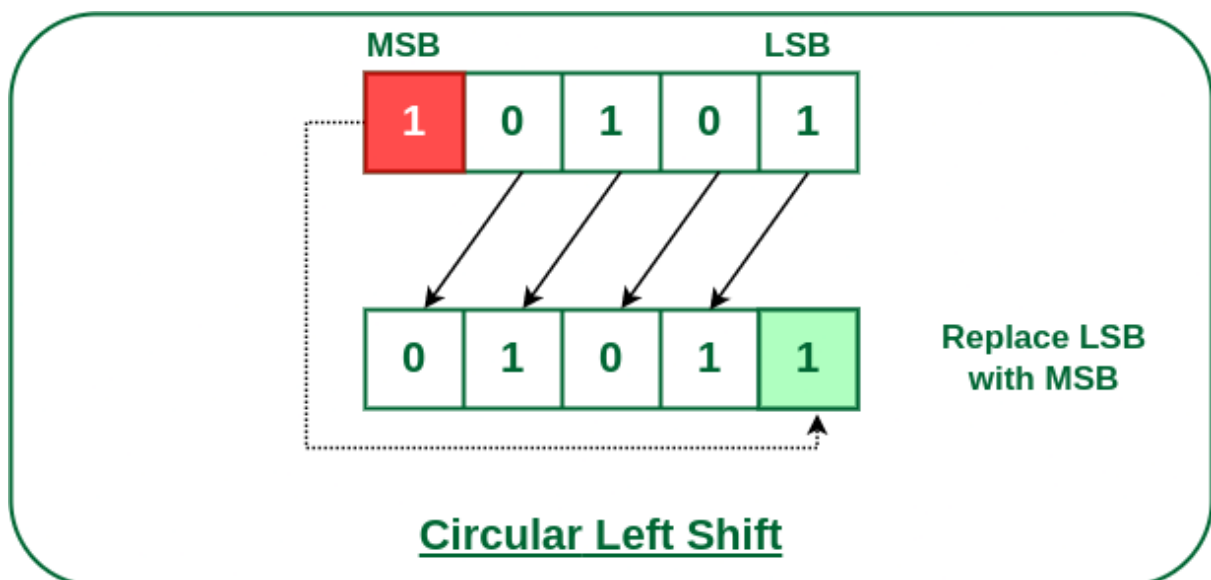 MSB LSB
1 0 1 0 1
0 1 0 1 1
Replace LSB
with MSB
Circular Left Shift